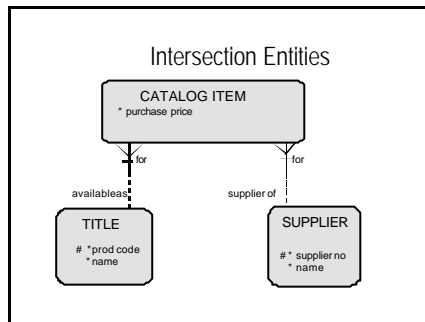 Intersection Entities
CATALOG ITEM
* purchase price
for
for
availableas
supplier of
TITLE
# *prod code
*name
SUPPLIER
# * supplier no
* name